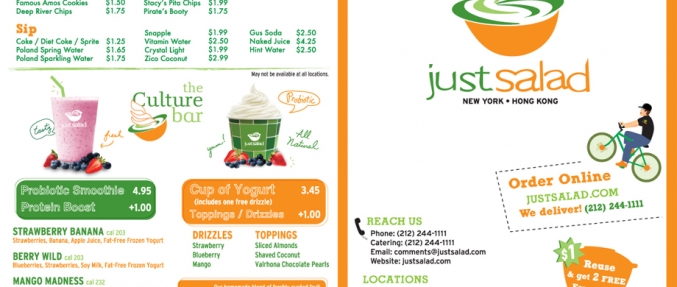 Famous Amos Cookies $1.50
Deep River Chips $1.75
Stacy's Pita Chips $1.99
Pirate's Booty $1.75
Sip
Coke / Diet Coke / Sprite $1.25
Poland Spring Water $1.65
Poland Sparkling Water $1.75
Snapple $1.99
Vitamin Water $2.50
Crystal Light $1.99
Zico Coconut $2.99
Gus Soda $2.50
Naked Juice $4.25
Hint Water $2.50
May not be available at all locations.
the
Culture
bar
tasty
fresh
just salad
Probiotic
yum!
All
Natural
just salad
Probiotic Smoothie 4.95
Protein Boost +1.00
STRAWBERRY BANANA cal 203
Strawberries, Banana, Apple Juice, Fat-Free Frozen Yogurt
BERRY WILD cal 203
Blueberries, Strawberries, Soy Milk, Fat-Free Frozen Yogurt
MANGO MADNESS cal 232
Cup of Yogurt 3.45
(includes one free drizzle)
Toppings / Drizzles +1.00
DRIZZLES
Strawberry
Blueberry
Mango
TOPPINGS
Sliced Almonds
Shaved Coconut
Valrhona Chocolate Pearls
justsalad
NEW YORK • HONG KONG
Order Online
JUSTSALAD.COM
We deliver! (212) 244-1111
REACH US
Phone: (212) 244-1111
Catering: (212) 244-1111
Email: comments@justsalad.com
Website: justsalad.com
LOCATIONS
$1
Reuse
& get 2 FREE